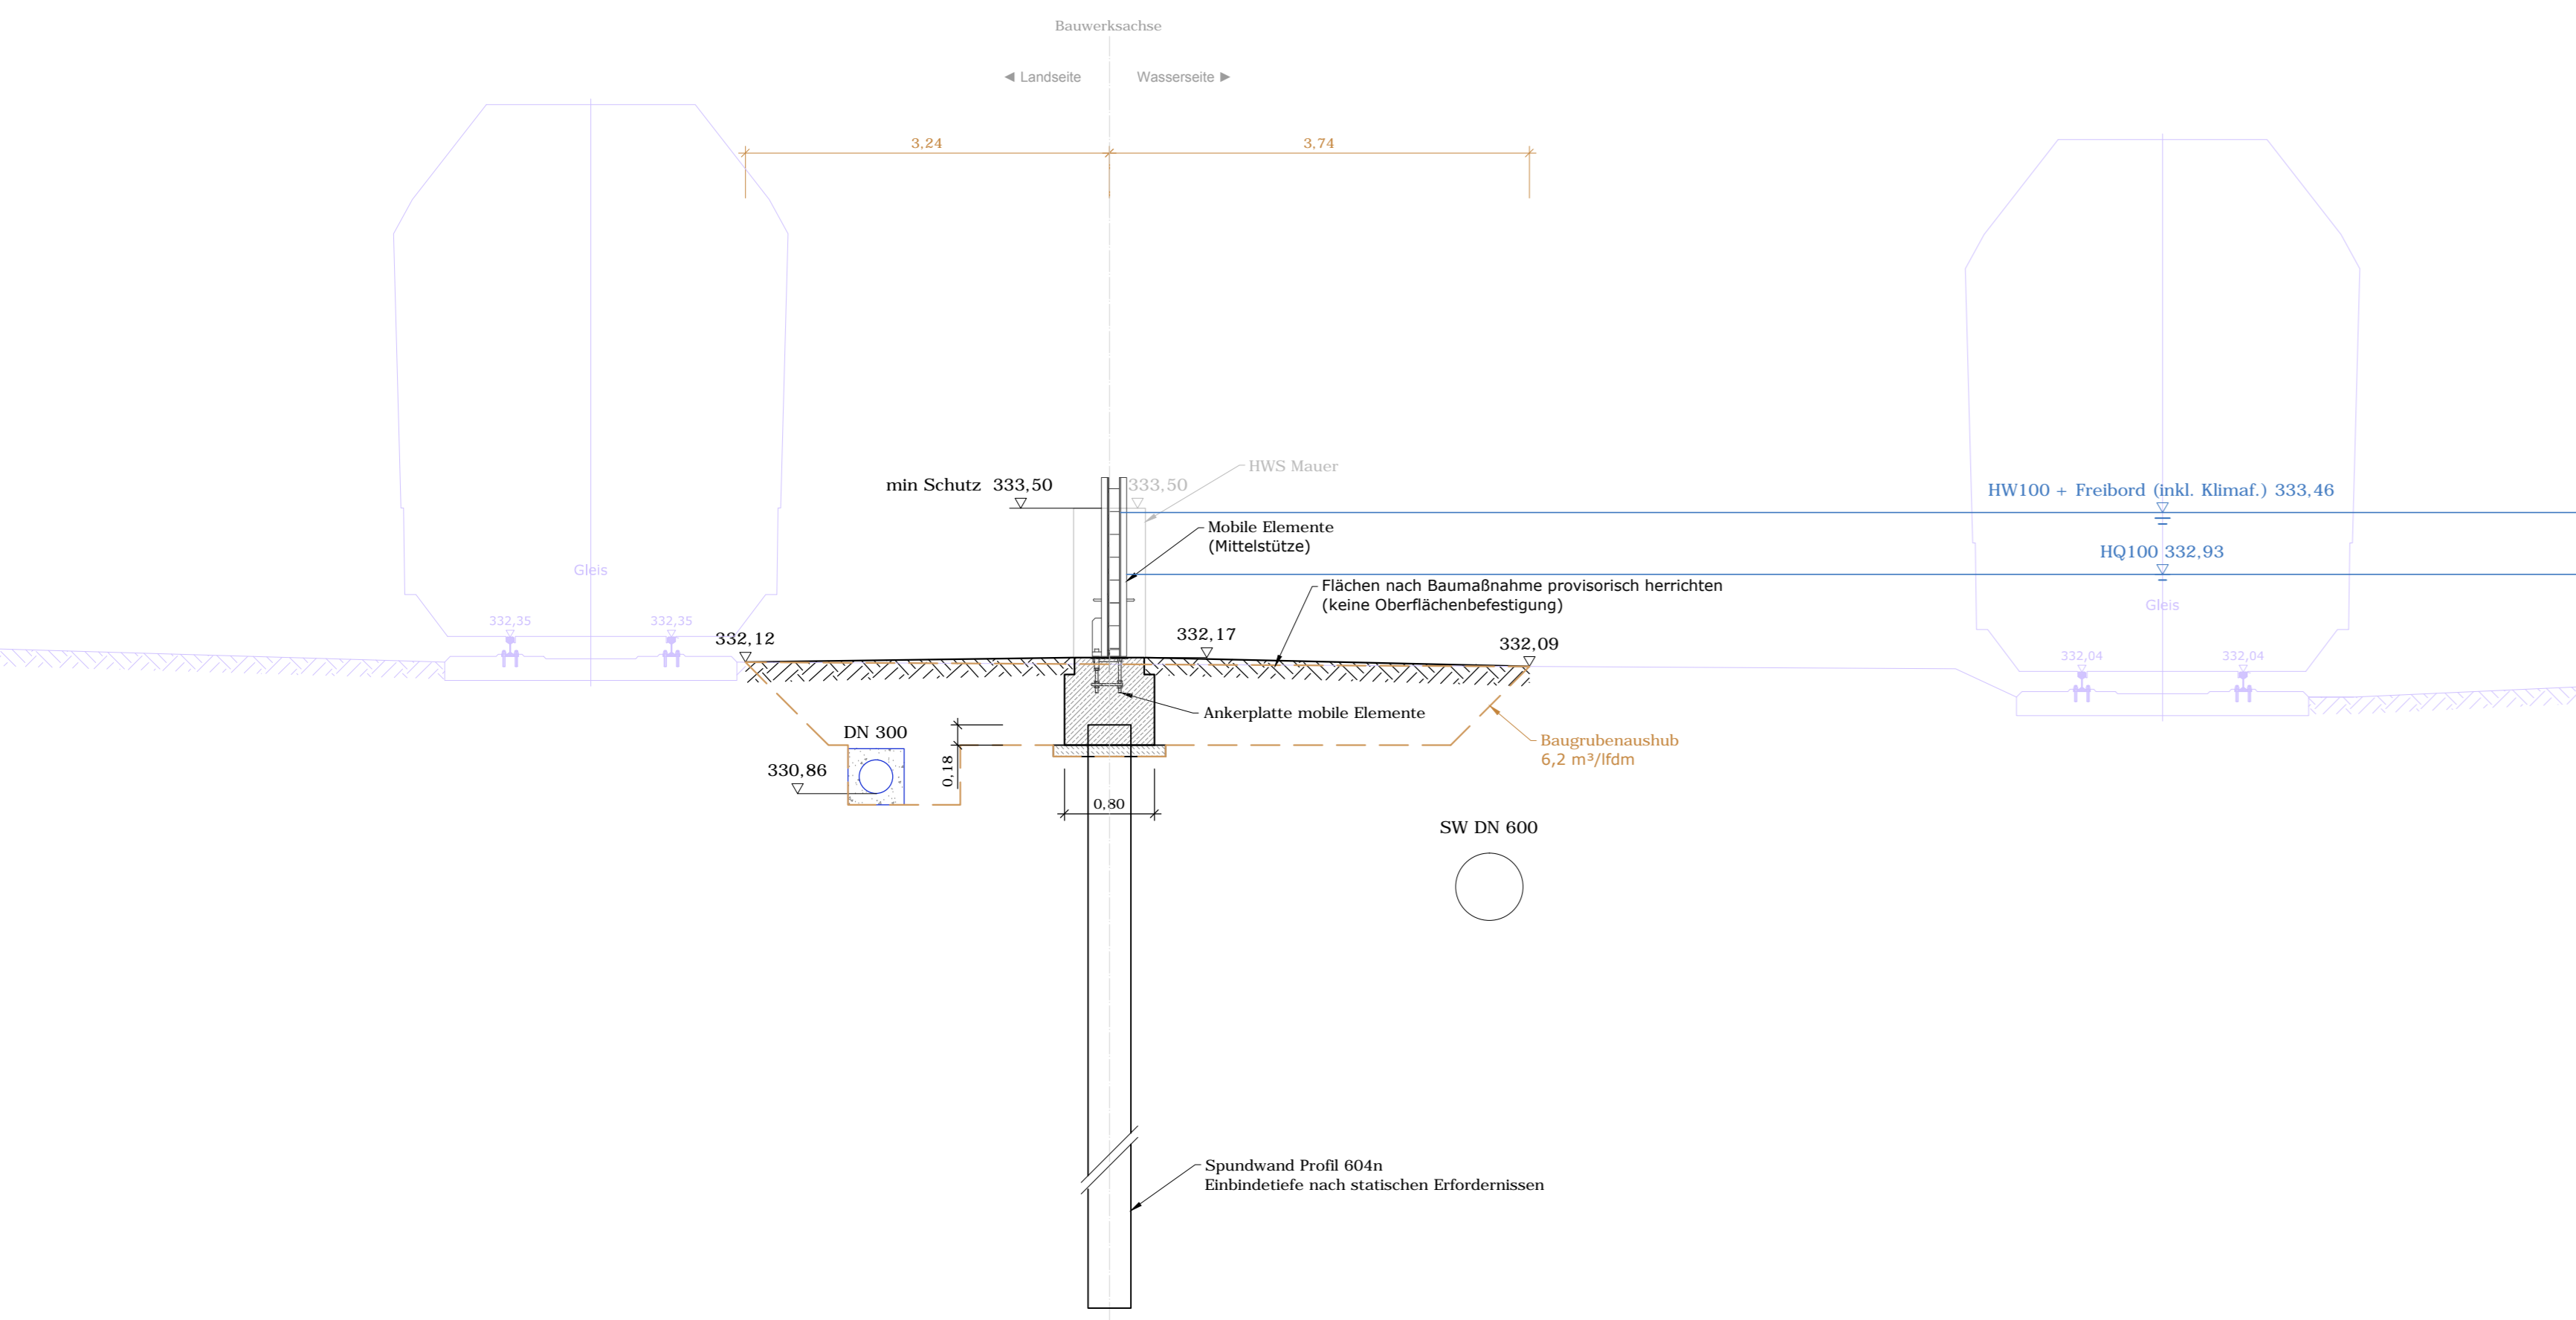 Bauwerksachse
◄ Landseite
Wasserseite ►
3,24
3,74
HWS Mauer
min Schutz 333,50
333,50
HW100 + Freibord (inkl. Klimaf.) 333,46
Mobile Elemente
(Mittelstütze)
HQ100 332,93
Gleis
Flächen nach Baumaßnahme provisorisch herrichten
(keine Oberflächenbefestigung)
Gleis
332,35
332,35
332,12
332,17
332,09
332,04
332,04
Ankerplatte mobile Elemente
DN 300
Baugrubenaushub
6,2 m³/lfdm
330,86
0,18
0,80
SW DN 600
Spundwand Profil 604n
Einbindetiefe nach statischen Erfordernissen